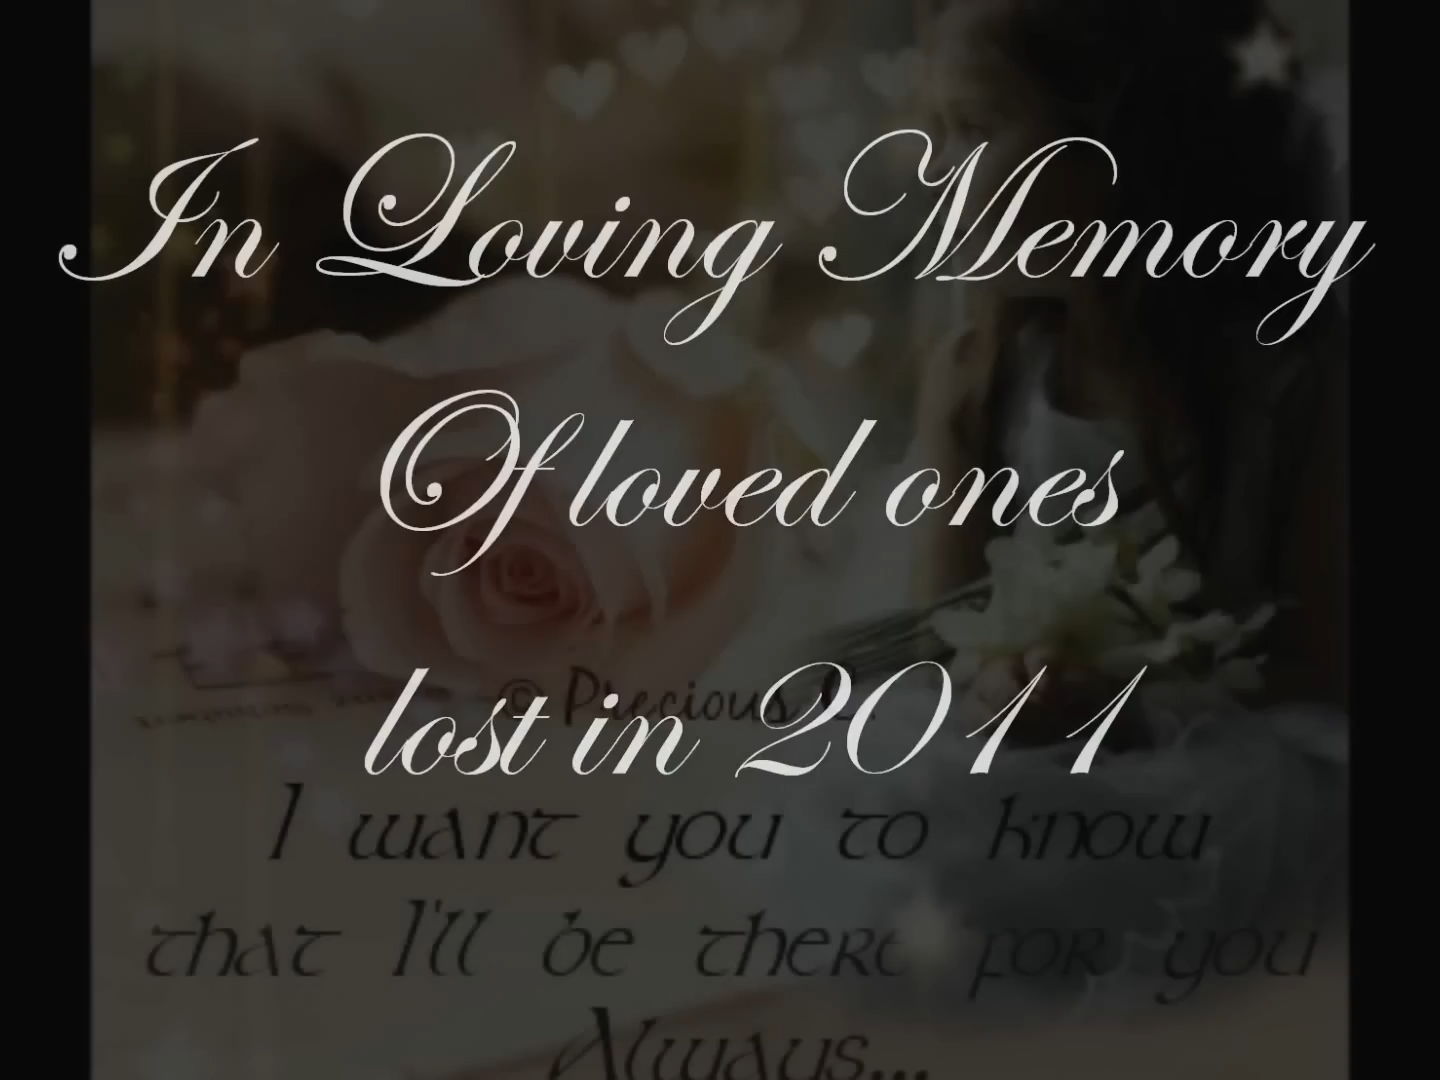 In Loving Memory
Of loved ones
lost in 2011
© Precious
I want you to know
that I'll be there for you
Always...